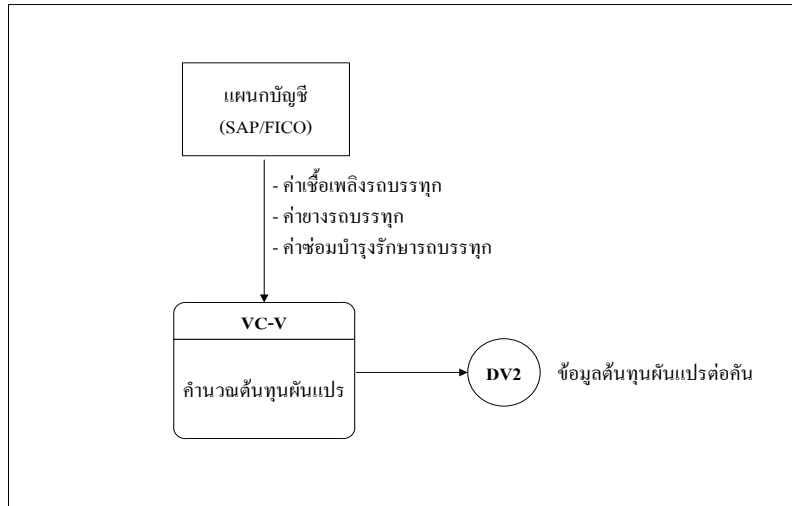 แผนกบัญชี
(SAP/FICO)
- ค่าเชื้อเพลิงรถบรรทุก
- ค่ายางรถบรรทุก
- ค่าซ่อมบำรุงรักษารถบรรทุก
VC-V
คำนวณต้นทุนผันแปร
DV2
ข้อมูลต้นทุนผันแปรต่อคัน